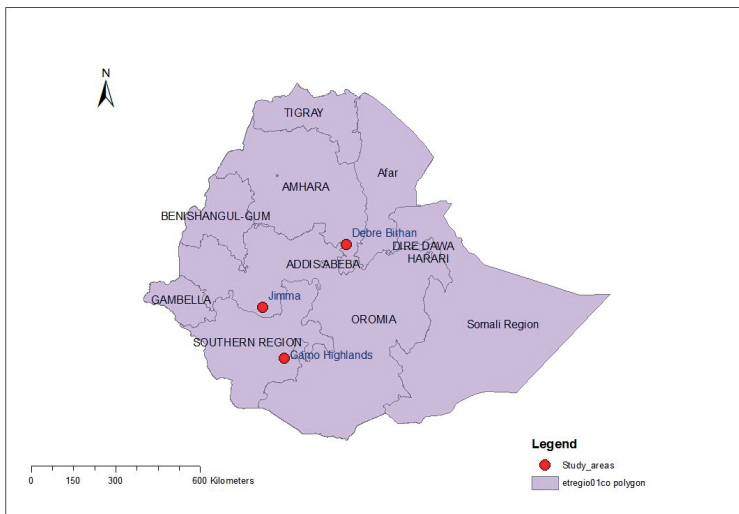 N
TIGRAY
Afar
AMHARA
BENISHANGUL-GUM
Debre Birhan
DIRE DAWA
HARARI
ADDIS ABEBA
Jimma
GAMBELLA
OROMIA
Somali Region
SOUTHERN REGION
Gamo Highlands
Legend
Study_areas
etregio01co polygon
0 150 300 600 Kilometers